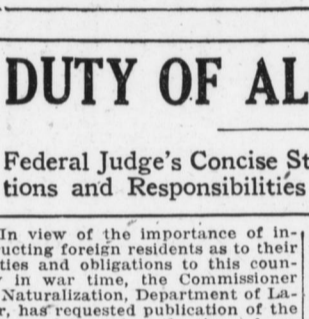 DUTY OF AL
Federal Judge's Concise St
tions and Responsibilities
In view of the importance of in-
ucting foreign residents as to their
ties and obligations to this coun-
in war time, the Commissioner
Naturalization, Department of La-
r, has requested publication of the